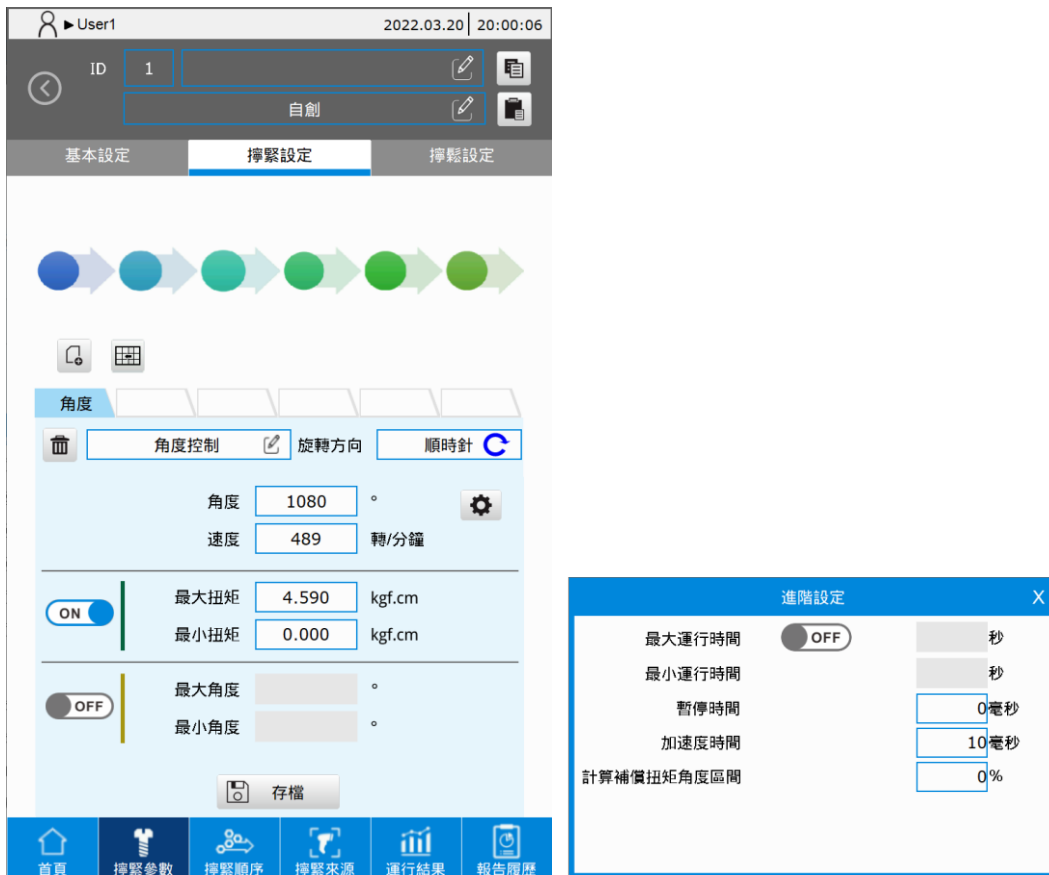 ►User1 2022.03.20 20:00:06
ID 1
自創
基本設定 擰緊設定 擰鬆設定
角度
角度控制 旋轉方向 順時針
角度 1080 °
速度 489 轉/分鐘
ON
最大扭矩 4.590 kgf.cm
最小扭矩 0.000 kgf.cm
OFF
最大角度 °
最小角度 °
存檔
首頁 擰緊參數 擰緊順序 擰緊來源 運行結果 報告履歷
進階設定 X
最大運行時間 OFF 秒
最小運行時間 秒
暫停時間 0毫秒
加速度時間 10毫秒
計算補償扭矩角度區間 0%